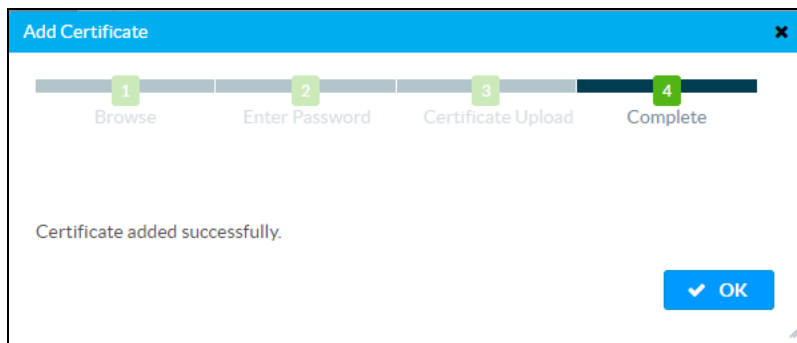 Add Certificate
1 2 3 4
Browse Enter Password Certificate Upload Complete
Certificate added successfully.
OK